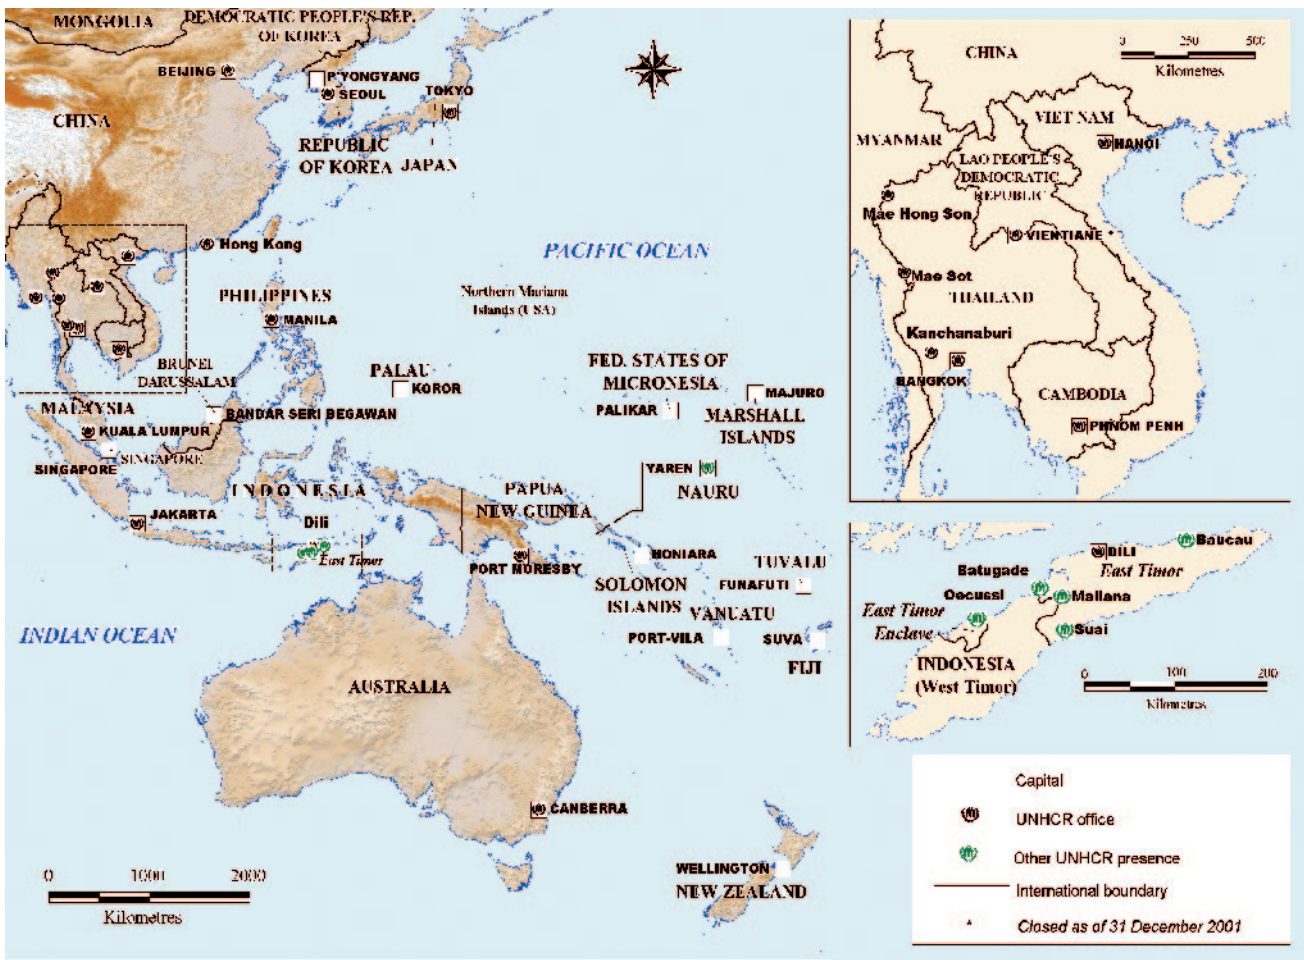 MONGOLIA
DEMOCRATIC PEOPLE'S REP.
OF KOREA
BEIJING
P'YONGYANG
SEOUL
TOKYO
CHINA
REPUBLIC
OF KOREA
JAPAN
Hong Kong
PACIFIC OCEAN
PHILIPPINES
MANILA
Northern Mariana
Islands (USA)
BRUNEI
DARUSSALAM
PALAU
KOROR
FED. STATES OF
MICRONESIA
PALIKAR
MAJURO
MARSHALL
ISLANDS
MALAYSIA
BANDAR SERI BEGAWAN
KUALA LUMPUR
SINGAPORE
SINGAPORE
YAREN
NAURU
INDONESIA
PAPUA
NEW GUINEA
JAKARTA
Dili
East Timor
PORT MORESBY
HONIARA
SOLOMON
ISLANDS
TUVALU
FUNAFUTI
VANUATU
PORT-VILA
SUVA
FIJI
INDIAN OCEAN
AUSTRALIA
CANBERRA
WELLINGTON
NEW ZEALAND
0 1000 2000
Kilometres
CHINA
0 250 500
Kilometres
VIET NAM
MYANMAR
HANOI
LAO PEOPLE'S
DEMOCRATIC
REPUBLIC
Mae Hong Son
VIENTIANE *
Mae Sot
THAILAND
Kanchanaburi
BANGKOK
CAMBODIA
PHNOM PENH
Baucau
DILI
East Timor
Batugade
Oecussi
Maliana
East Timor
Enclave
Suai
INDONESIA
(West Timor)
0 100 200
Kilometres
Capital
UNHCR office
Other UNHCR presence
International boundary
* Closed as of 31 December 2001